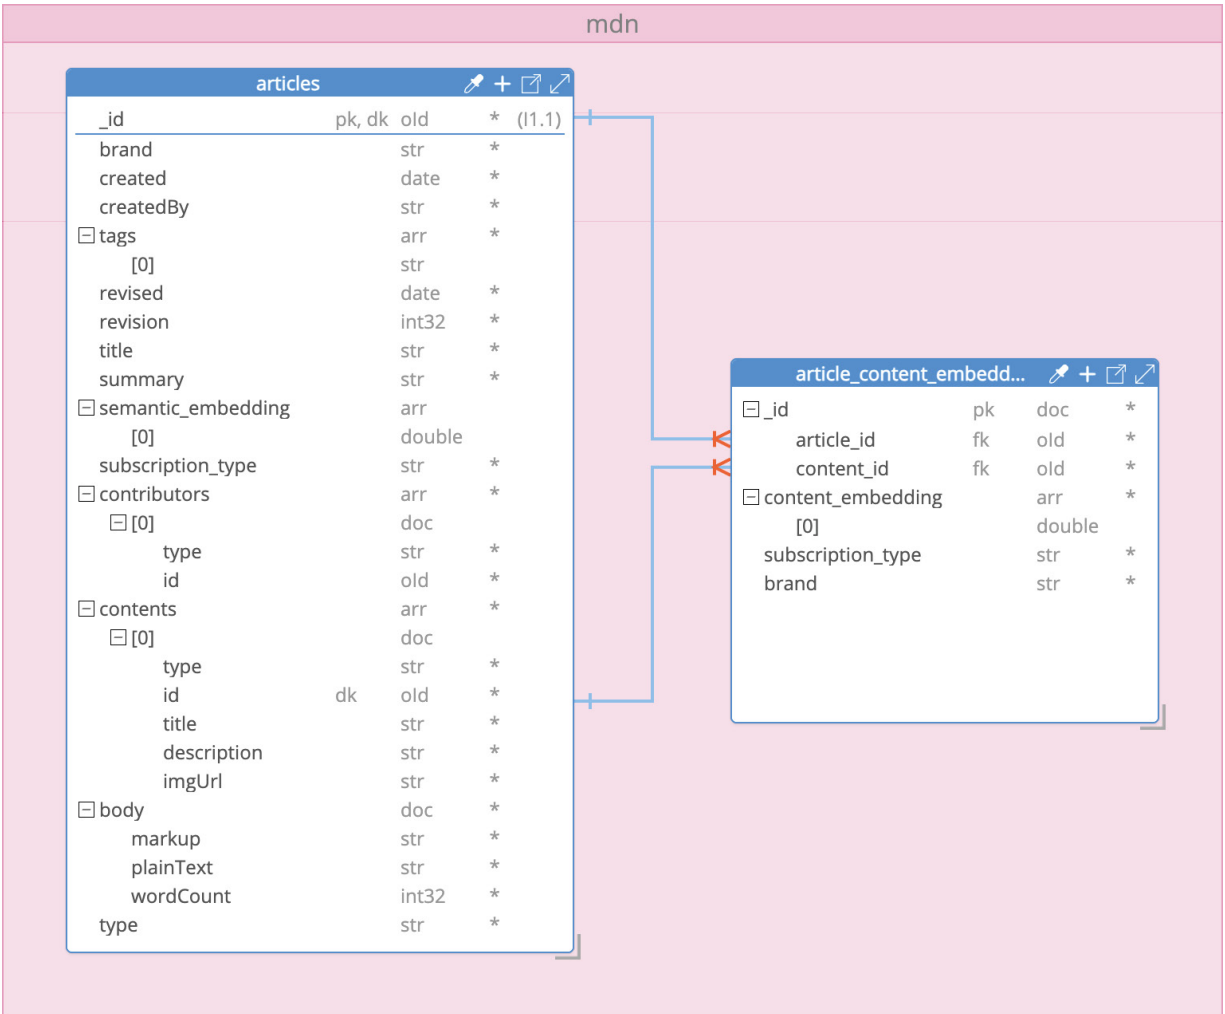 mdn
articles
_id pk, dk oId * (I1.1)
brand str *
created date *
createdBy str *
tags arr *
[0] str
revised date *
revision int32 *
title str *
summary str *
semantic_embedding arr
[0] double
subscription_type str *
contributors arr *
[0] doc
type str *
id oId *
contents arr *
[0] doc
type str *
id dk oId *
title str *
description str *
imgUrl str *
body doc *
markup str *
plainText str *
wordCount int32 *
type str *
article_content_embedd...
_id pk doc *
article_id fk oId *
content_id fk oId *
content_embedding arr *
[0] double
subscription_type str *
brand str *